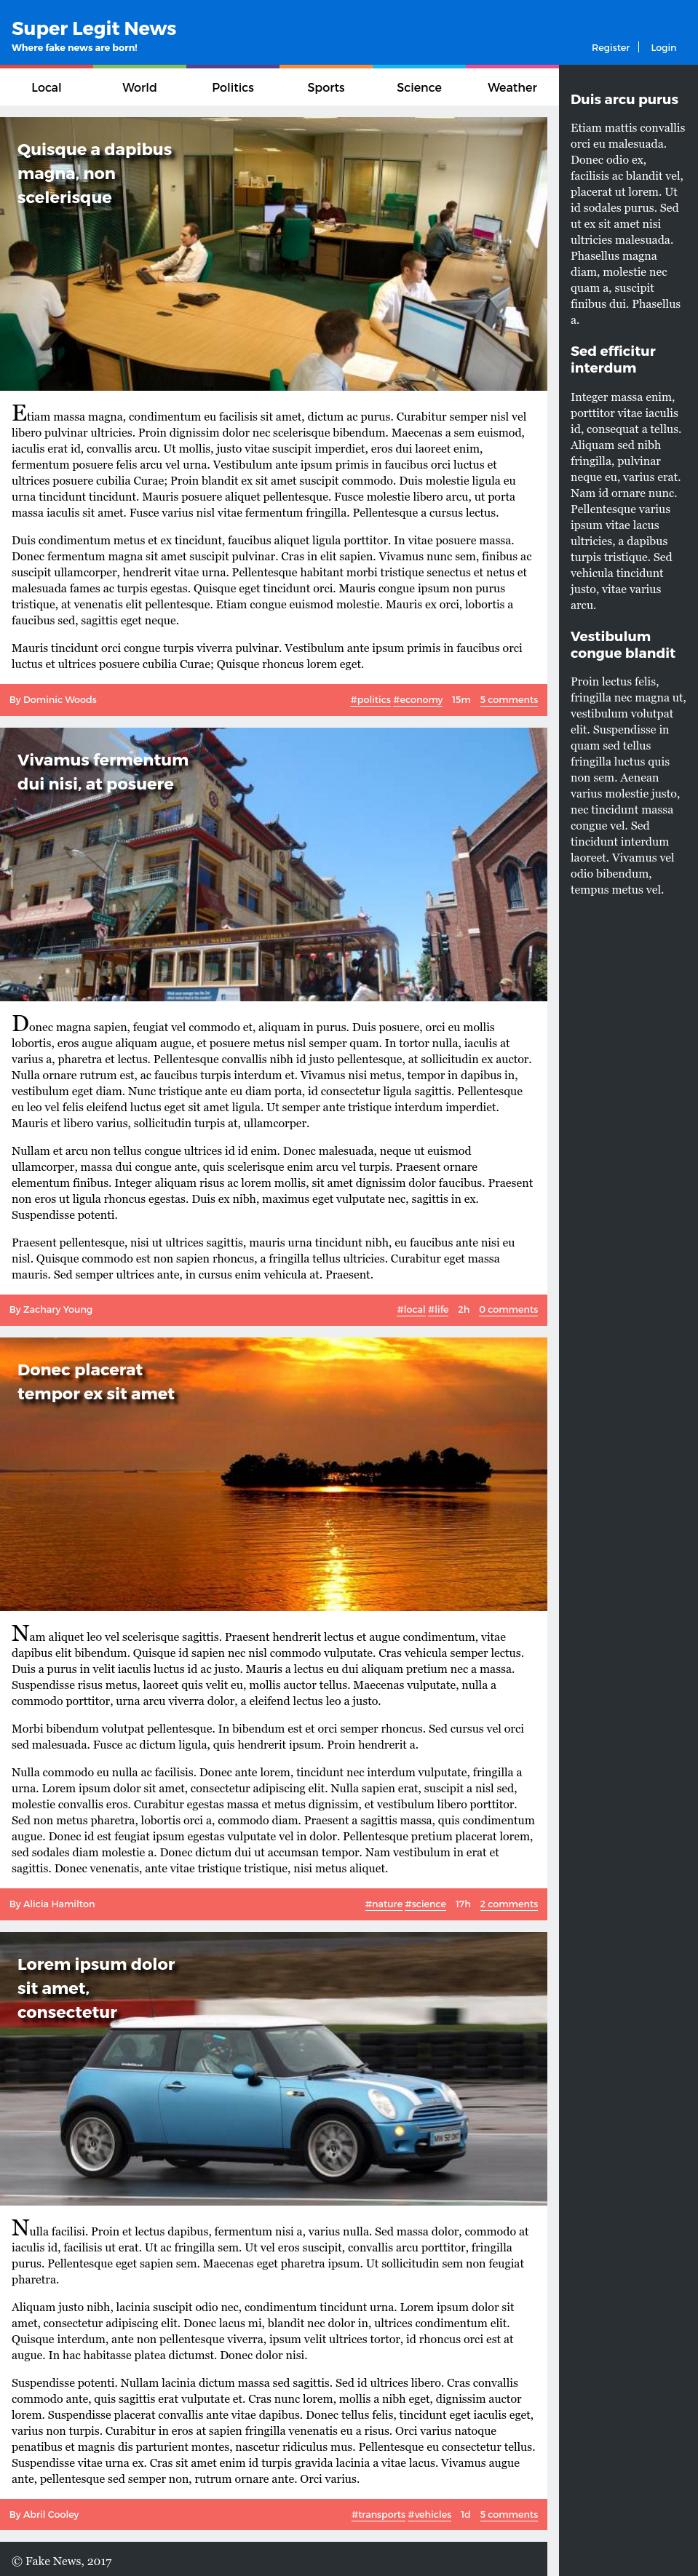 Super Legit News
Where fake news are born!
Register
Login
Local
World
Politics
Sports
Science
Weather
Quisque a dapibus
magna, non
scelerisque
Etiam massa magna, condimentum eu facilisis sit amet, dictum ac purus. Curabitur semper nisl vel
libero pulvinar ultricies. Proin dignissim dolor nec scelerisque bibendum. Maecenas a sem euismod,
iaculis erat id, convallis arcu. Ut mollis, justo vitae suscipit imperdiet, eros dui laoreet enim,
fermentum posuere felis arcu vel urna. Vestibulum ante ipsum primis in faucibus orci luctus et
ultrices posuere cubilia Curae; Proin blandit ex sit amet suscipit commodo. Duis molestie ligula eu
urna tincidunt tincidunt. Mauris posuere aliquet pellentesque. Fusce molestie libero arcu, ut porta
massa iaculis sit amet. Fusce varius nisl vitae fermentum fringilla. Pellentesque a cursus lectus.
Duis condimentum metus et ex tincidunt, faucibus aliquet ligula porttitor. In vitae posuere massa.
Donec fermentum magna sit amet suscipit pulvinar. Cras in elit sapien. Vivamus nunc sem, finibus ac
suscipit ullamcorper, hendrerit vitae urna. Pellentesque habitant morbi tristique senectus et netus et
malesuada fames ac turpis egestas. Quisque eget tincidunt orci. Mauris congue ipsum non purus
tristique, at venenatis elit pellentesque. Etiam congue euismod molestie. Mauris ex orci, lobortis a
faucibus sed, sagittis eget neque.
Mauris tincidunt orci congue turpis viverra pulvinar. Vestibulum ante ipsum primis in faucibus orci
luctus et ultrices posuere cubilia Curae; Quisque rhoncus lorem eget.
By Dominic Woods
#politics #economy 15m 5 comments
Vivamus fermentum
dui nisi, at posuere
Donec magna sapien, feugiat vel commodo et, aliquam in purus. Duis posuere, orci eu mollis
lobortis, eros augue aliquam augue, et posuere metus nisl semper quam. In tortor nulla, iaculis at
varius a, pharetra et lectus. Pellentesque convallis nibh id justo pellentesque, at sollicitudin ex auctor.
Nulla ornare rutrum est, ac faucibus turpis interdum et. Vivamus nisi metus, tempor in dapibus in,
vestibulum eget diam. Nunc tristique ante eu diam porta, id consectetur ligula sagittis. Pellentesque
eu leo vel felis eleifend luctus eget sit amet ligula. Ut semper ante tristique interdum imperdiet.
Mauris et libero varius, sollicitudin turpis at, ullamcorper.
Nullam et arcu non tellus congue ultrices id id enim. Donec malesuada, neque ut euismod
ullamcorper, massa dui congue ante, quis scelerisque enim arcu vel turpis. Praesent ornare
elementum finibus. Integer aliquam risus ac lorem mollis, sit amet dignissim dolor faucibus. Praesent
non eros ut ligula rhoncus egestas. Duis ex nibh, maximus eget vulputate nec, sagittis in ex.
Suspendisse potenti.
Praesent pellentesque, nisi ut ultrices sagittis, mauris urna tincidunt nibh, eu faucibus ante nisi eu
nisl. Quisque commodo est non sapien rhoncus, a fringilla tellus ultricies. Curabitur eget massa
mauris. Sed semper ultrices ante, in cursus enim vehicula at. Praesent.
By Zachary Young
#local #life 2h 0 comments
Donec placerat
tempor ex sit amet
Nam aliquet leo vel scelerisque sagittis. Praesent hendrerit lectus et augue condimentum, vitae
dapibus elit bibendum. Quisque id sapien nec nisl commodo vulputate. Cras vehicula semper lectus.
Duis a purus in velit iaculis luctus id ac justo. Mauris a lectus eu dui aliquam pretium nec a massa.
Suspendisse risus metus, laoreet quis velit eu, mollis auctor tellus. Maecenas vulputate, nulla a
commodo porttitor, urna arcu viverra dolor, a eleifend lectus leo a justo.
Morbi bibendum volutpat pellentesque. In bibendum est et orci semper rhoncus. Sed cursus vel orci
sed malesuada. Fusce ac dictum ligula, quis hendrerit ipsum. Proin hendrerit a.
Nulla commodo eu nulla ac facilisis. Donec ante lorem, tincidunt nec interdum vulputate, fringilla a
urna. Lorem ipsum dolor sit amet, consectetur adipiscing elit. Nulla sapien erat, suscipit a nisl sed,
molestie convallis eros. Curabitur egestas massa et metus dignissim, et vestibulum libero porttitor.
Sed non metus pharetra, lobortis orci a, commodo diam. Praesent a sagittis massa, quis condimentum
augue. Donec id est feugiat ipsum egestas vulputate vel in dolor. Pellentesque pretium placerat lorem,
sed sodales diam molestie a. Donec dictum dui ut accumsan tempor. Nam vestibulum in erat et
sagittis. Donec venenatis, ante vitae tristique tristique, nisi metus aliquet.
By Alicia Hamilton
#nature #science 17h 2 comments
Lorem ipsum dolor
sit amet,
consectetur
Nulla facilisi. Proin et lectus dapibus, fermentum nisi a, varius nulla. Sed massa dolor, commodo at
iaculis id, facilisis ut erat. Ut ac fringilla sem. Ut vel eros suscipit, convallis arcu porttitor, fringilla
purus. Pellentesque eget sapien sem. Maecenas eget pharetra ipsum. Ut sollicitudin sem non feugiat
pharetra.
Aliquam justo nibh, lacinia suscipit odio nec, condimentum tincidunt urna. Lorem ipsum dolor sit
amet, consectetur adipiscing elit. Donec lacus mi, blandit nec dolor in, ultrices condimentum elit.
Quisque interdum, ante non pellentesque viverra, ipsum velit ultrices tortor, id rhoncus orci est at
augue. In hac habitasse platea dictumst. Donec dolor nisi.
Suspendisse potenti. Nullam lacinia dictum massa sed sagittis. Sed id ultrices libero. Cras convallis
commodo ante, quis sagittis erat vulputate et. Cras nunc lorem, mollis a nibh eget, dignissim auctor
lorem. Suspendisse placerat convallis ante vitae dapibus. Donec tellus felis, tincidunt eget iaculis eget,
varius non turpis. Curabitur in eros at sapien fringilla venenatis eu a risus. Orci varius natoque
penatibus et magnis dis parturient montes, nascetur ridiculus mus. Pellentesque eu consectetur tellus.
Suspendisse vitae urna ex. Cras sit amet enim id turpis gravida lacinia a vitae lacus. Vivamus augue
ante, pellentesque sed semper non, rutrum ornare ante. Orci varius.
By Abril Cooley
#transports #vehicles 1d 5 comments
© Fake News, 2017
Duis arcu purus
Etiam mattis convallis
orci eu malesuada.
Donec odio ex,
facilisis ac blandit vel,
placerat ut lorem. Ut
id sodales purus. Sed
ut ex sit amet nisi
ultricies malesuada.
Phasellus magna
diam, molestie nec
quam a, suscipit
finibus dui. Phasellus
a.
Sed efficitur
interdum
Integer massa enim,
porttitor vitae iaculis
id, consequat a tellus.
Aliquam sed nibh
fringilla, pulvinar
neque eu, varius erat.
Nam id ornare nunc.
Pellentesque varius
ipsum vitae lacus
ultricies, a dapibus
turpis tristique. Sed
vehicula tincidunt
justo, vitae varius
arcu.
Vestibulum
congue blandit
Proin lectus felis,
fringilla nec magna ut,
vestibulum volutpat
elit. Suspendisse in
quam sed tellus
fringilla luctus quis
non sem. Aenean
varius molestie justo,
nec tincidunt massa
congue vel. Sed
tincidunt interdum
laoreet. Vivamus vel
odio bibendum,
tempus metus vel.